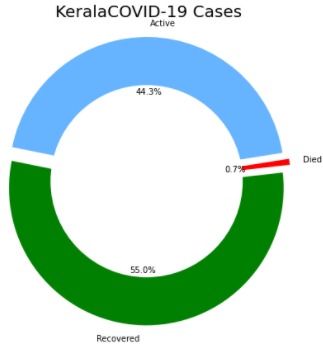 KeralaCOVID-19 Cases
Active
44.3%
Died
0.7%
55.0%
Recovered